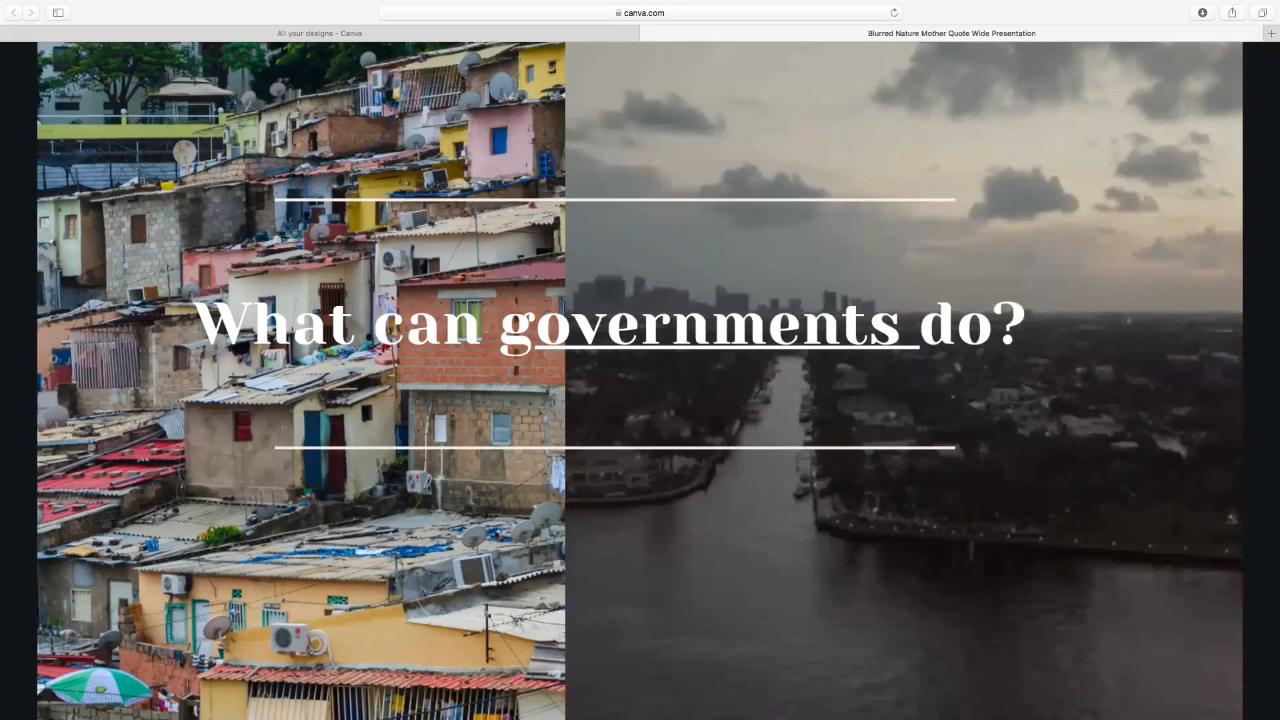 canva.com
All your designs - Canva
Blurred Nature Mother Quote Wide Presentation
What can governments do?